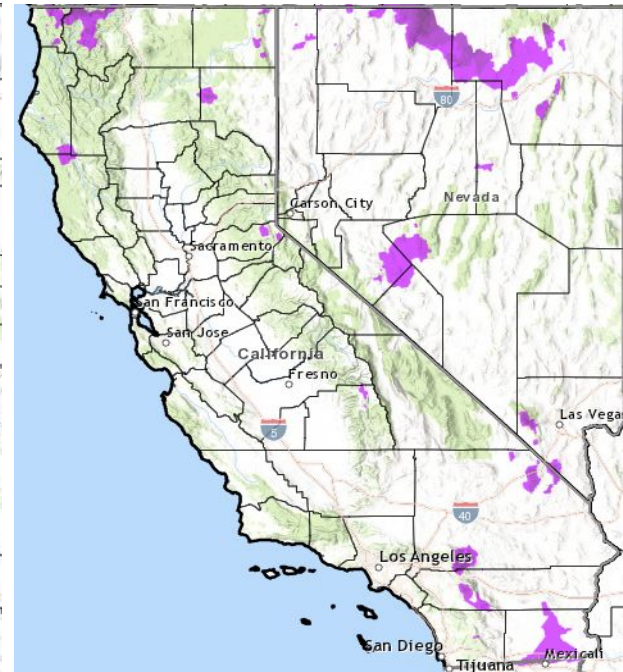 80
Carson City
Nevada
Sacramento
San Francisco
San Jose
California
Fresno
5
Las Vegas
40
Los Angeles
San Diego
Mexicali
Tijuana